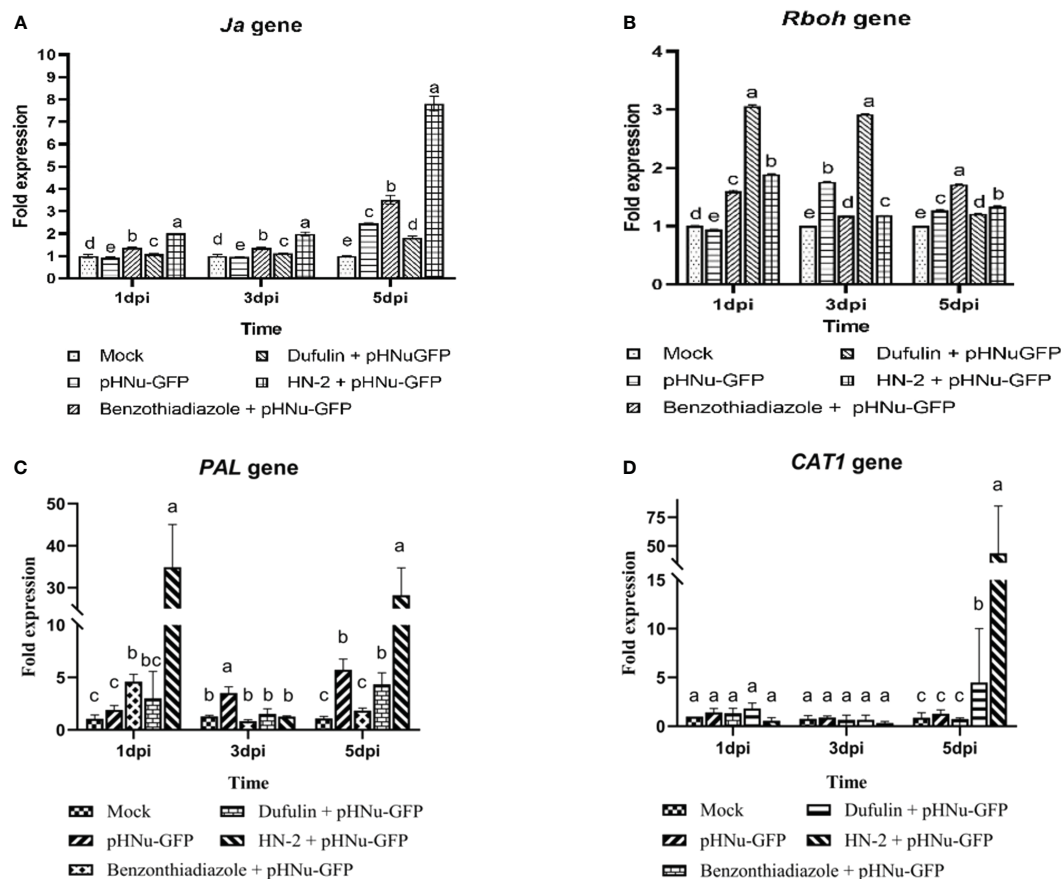 A
Ja gene
Fold expression
10
9
8
7
6
5
4
3
2
1
0
d e b c a
d e b c a
e c b d a
1dpi 3dpi 5dpi
Time
Mock
pHNu-GFP
Benzothiadiazole + pHNu-GFP
Dufulin + pHNuGFP
HN-2 + pHNu-GFP
B
Rboh gene
Fold expression
4
3
2
1
0
d e c a b
e b d a c
e c a d b
1dpi 3dpi 5dpi
Time
Mock
pHNu-GFP
Benzothiadiazole + pHNu-GFP
Dufulin + pHNuGFP
HN-2 + pHNu-GFP
C
PAL gene
Fold expression
50
40
30
10
5
0
c c b bc a
b a b b b
c b c b a
1dpi 3dpi 5dpi
Time
Mock
pHNu-GFP
Benzonthiadiazole + pHNu-GFP
Dufulin + pHNu-GFP
HN-2 + pHNu-GFP
D
CAT1 gene
Fold expression
75
50
15
10
5
0
a a a a a
a a a a a
c c c b a
1dpi 3dpi 5dpi
Time
Mock
pHNu-GFP
Benzonthiadiazole + pHNu-GFP
Dufulin + pHNu-GFP
HN-2 + pHNu-GFP